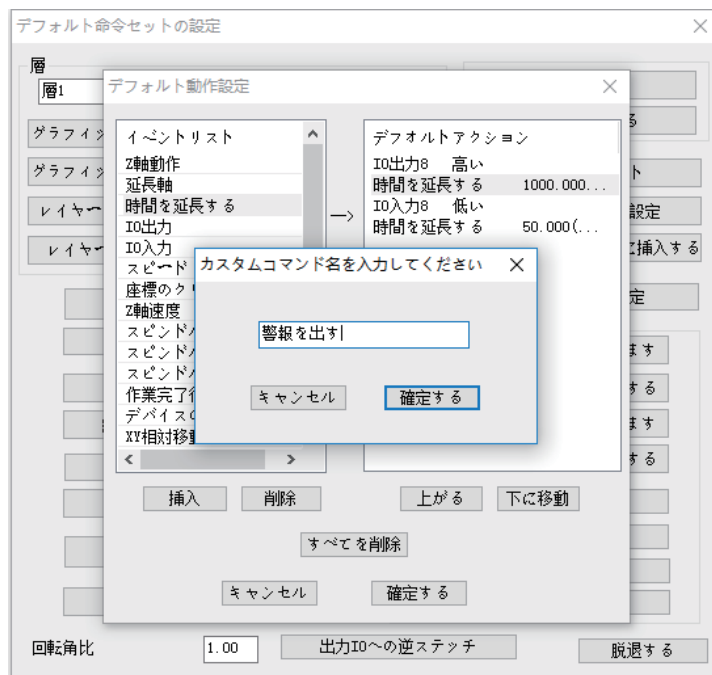 デフォルト命令セットの設定
層
層1
グラフィッ
グラフィッ
レイヤー
レイヤー
デフォルト動作設定
イベントリスト
Z軸動作
延長軸
時間を延長する
IO出力
IO入力
スピード
座標のク
Z軸速度
スピンド
スピンド
スピンド
作業完了
デバイス
XY相対移
デフオルトアクション
IO出力8 高い
時間を延長する 1000.000...
IO入力8 低い
時間を延長する 50.000(...
カスタムコマンド名を入力してください
警報を出す
キャンセル
確定する
挿入
削除
上がる
下に移動
すべてを削除
キャンセル
確定する
る
ト
設定
に挿入する
定
ます
する
ます
する
回転角比
1.00
出力IOへの逆ステッチ
脱退する